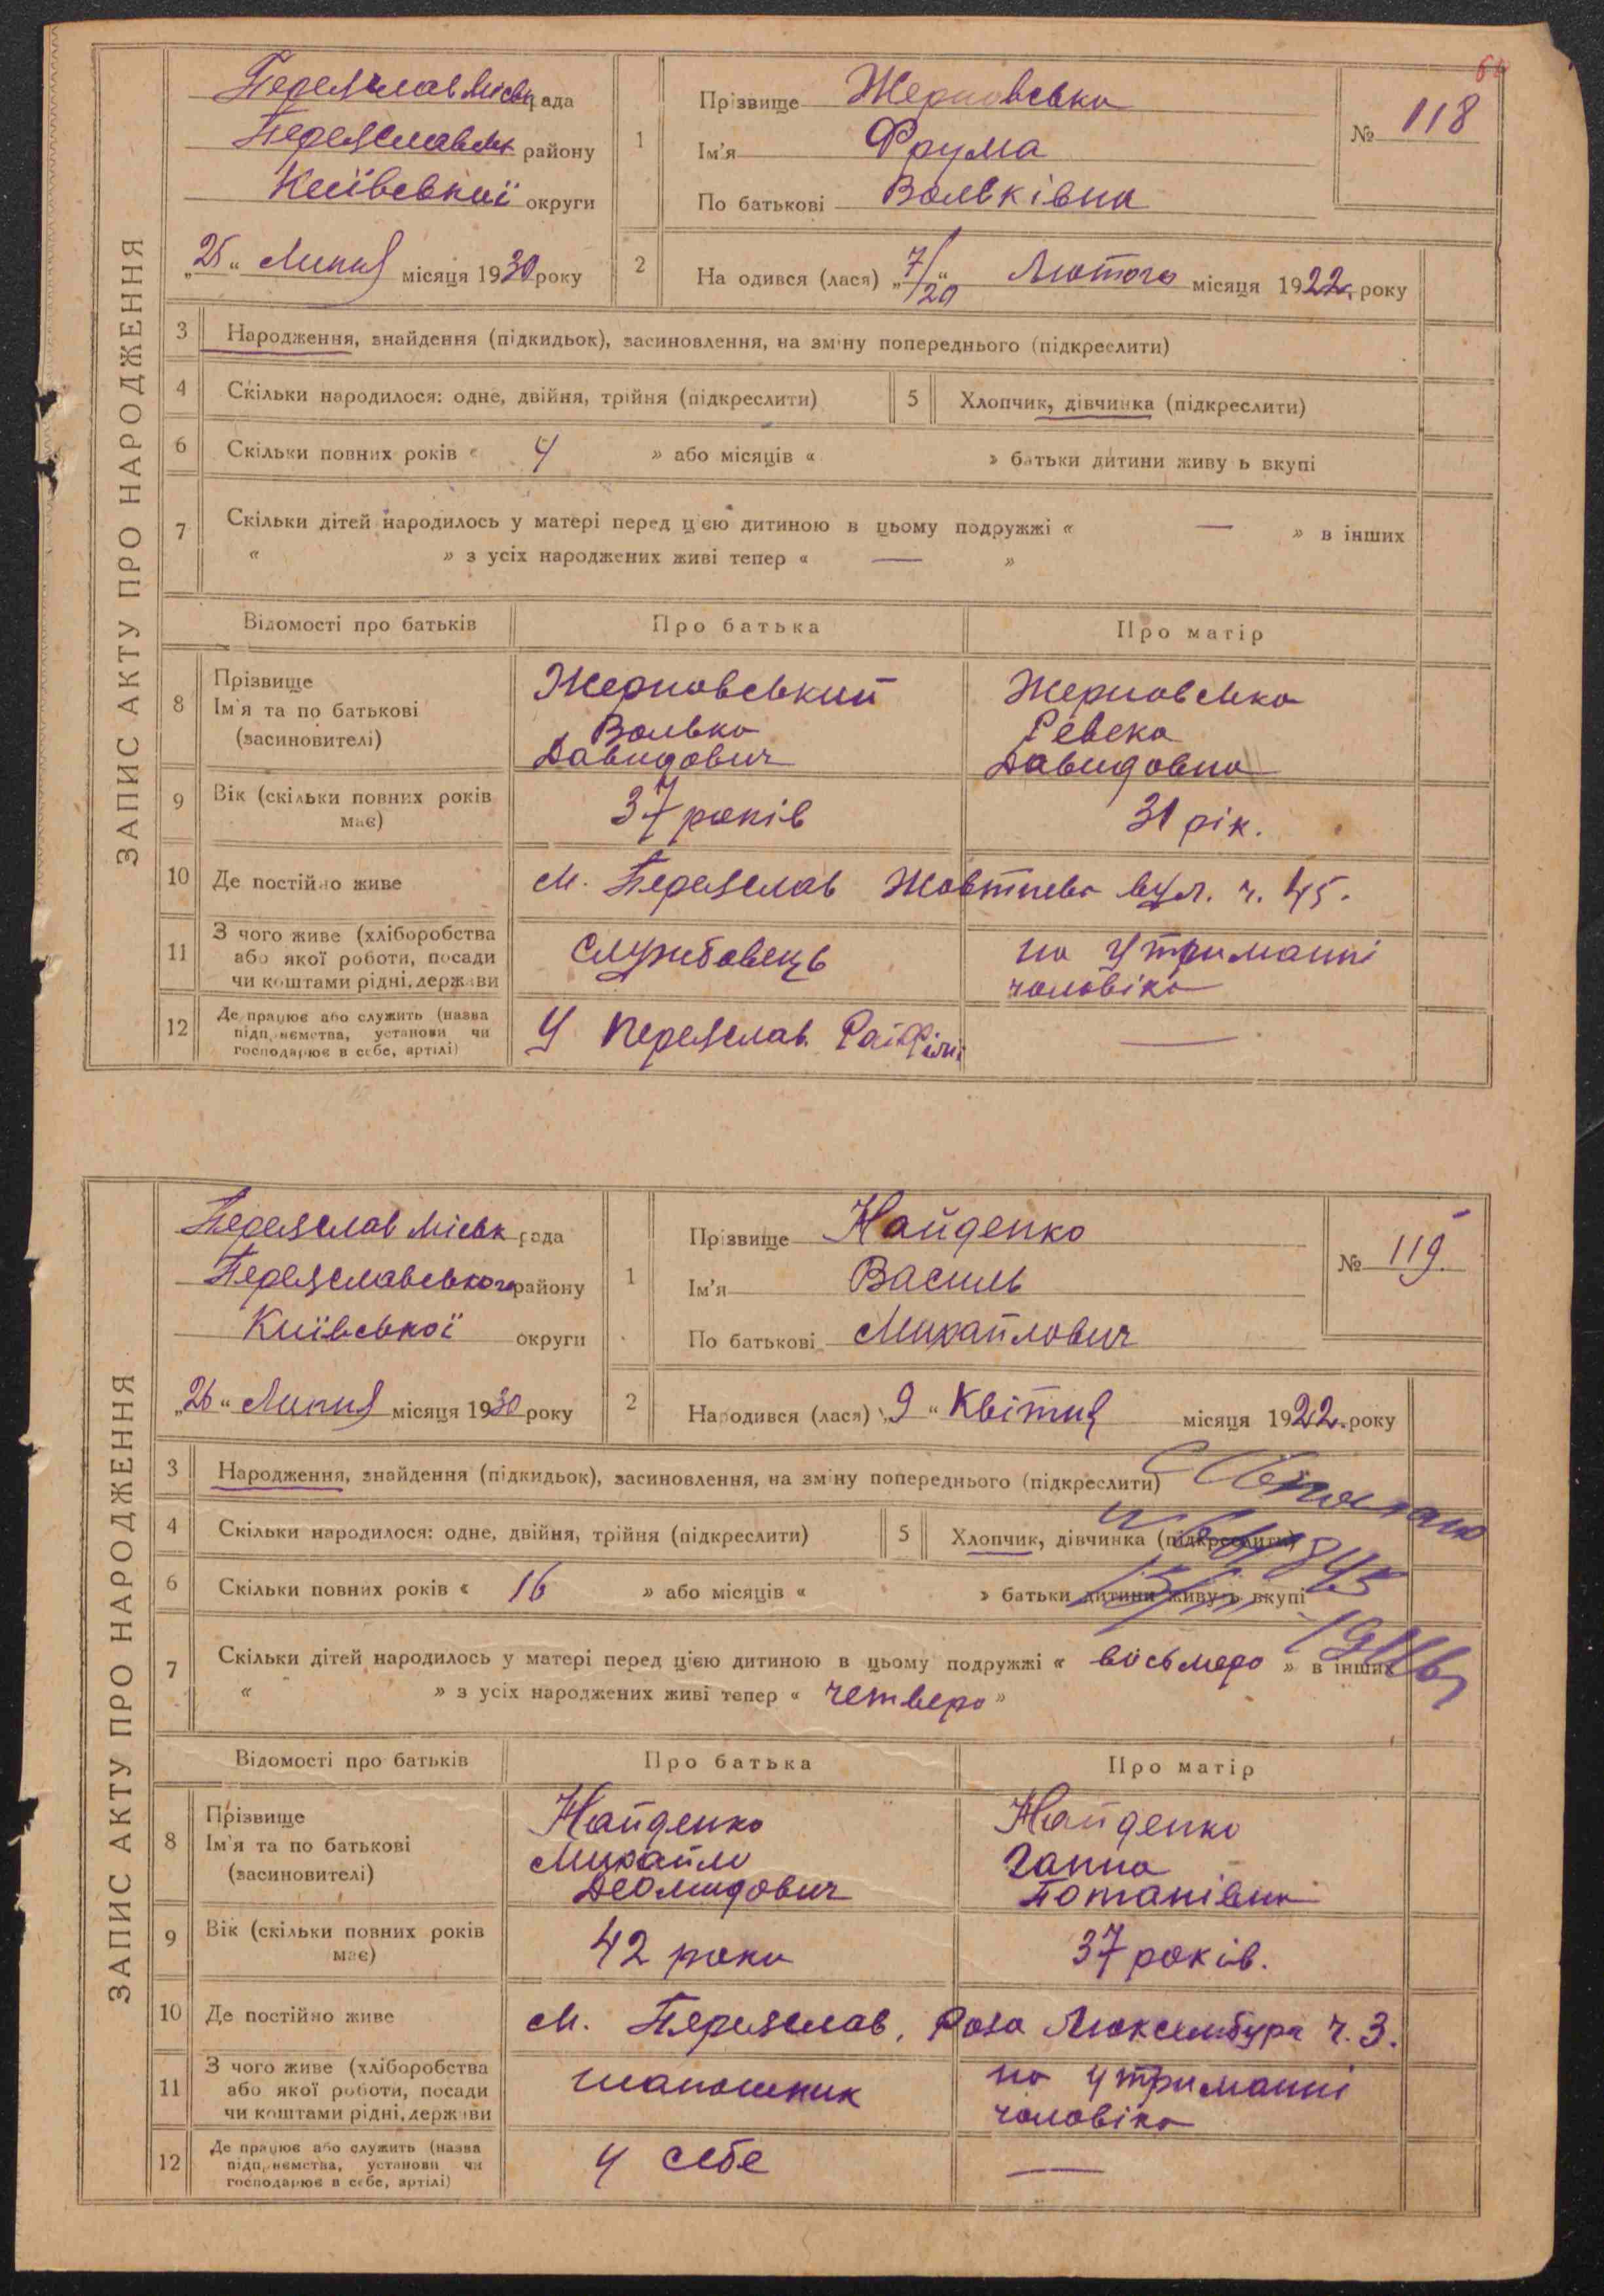 64
ЗАПИС АКТУ ПРО НАРОДЖЕННЯ
Переяслав Міськ рада
Переяславськ району
Київської округи
„25“ Липня місяця 1930 року
1
Прізвище Жерновська
Ім'я Фрума
По батькові Вольківна
№ 118
2
На одився (лася) „7/20“ Лютого місяця 1922 року
3 Народження, знайдення (підкидьок), засиновлення, на зміну попереднього (підкреслити)
4 Скільки народилося: одне, двійня, трійня (підкреслити) 5 Хлопчик, дівчинка (підкреслити)
6 Скільки повних років « 4 » або місяців « » батьки дитини живу ь вкупі
7 Скільки дітей народилось у матері перед цією дитиною в цьому подружжі « — » в інших
« » з усіх народжених живі тепер « — »
Відомості про батьків Про батька Про матір
8 Прізвище
Ім'я та по батькові
(засиновителі)
Жерновський
Волько
Давидович
Жерновська
Ревека
Давидовна
9 Вік (скільки повних років
має)
37 років 31 рік.
10 Де постійно живе м. Переяслав Жовтнева вул. ч. 45.
11 З чого живе (хліборобства
або якої роботи, посади
чи коштами рідні, держави
Службовець
на утриманні
чоловіка
12 Де працює або служить (назва
підп иємства, установи чи
господарює в себе, артілі)
У Переяслав. —
ЗАПИС АКТУ ПРО НАРОДЖЕННЯ
Переяслав Міськ рада
Переяславського району
Київської округи
„26“ Липня місяця 1930 року
1
Прізвище Найденко
Ім'я Василь
По батькові Михайлович
№ 119.
2
Народився (лася) „9“ Квітня місяця 1922 року
3 Народження, знайдення (підкидьок), засиновлення, на зміну попереднього (підкреслити)
4 Скільки народилося: одне, двійня, трійня (підкреслити) 5 Хлопчик, дівчинка (підкреслити)
6 Скільки повних років « 16 » або місяців « » батьки дитини живуть вкупі
7 Скільки дітей народилось у матері перед цією дитиною в цьому подружжі « восьмеро » в інших
« » з усіх народжених живі тепер « четверо »
Відомості про батьків Про батька Про матір
8 Прізвище
Ім'я та по батькові
(засиновителі)
Найденко
Михайло
Деомидович
Найденко
Ганна
Потапівна
9 Вік (скільки повних років
має)
42 роки 37 років.
10 Де постійно живе м. Переяслав, Роза Люксембург ч. 3.
11 З чого живе (хліборобства
або якої роботи, посади
чи коштами рідні, держави
шапошник
на утриманні
чоловіка
12 Де працює або служить (назва
підп иємства, установи чи
господарює в себе, артілі)
у себе —